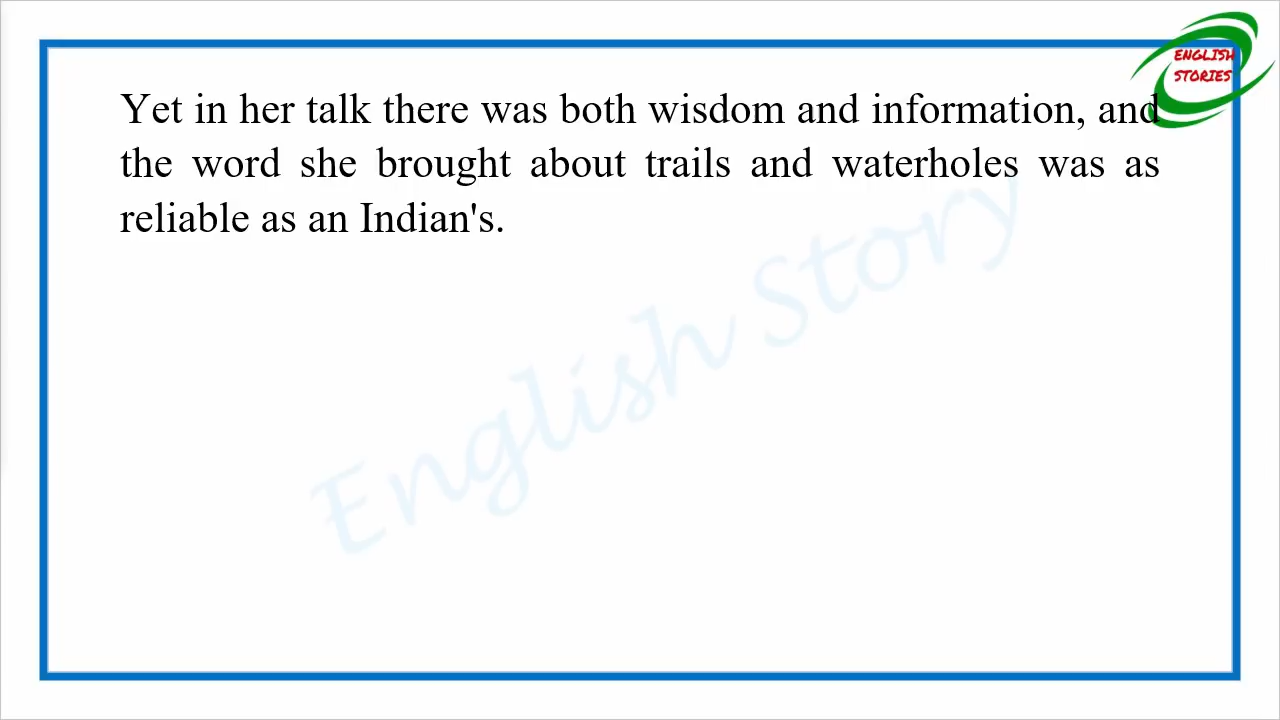 ENGLISH
STORIES
Yet in her talk there was both wisdom and information, and
the word she brought about trails and waterholes was as
reliable as an Indian's.
English Story